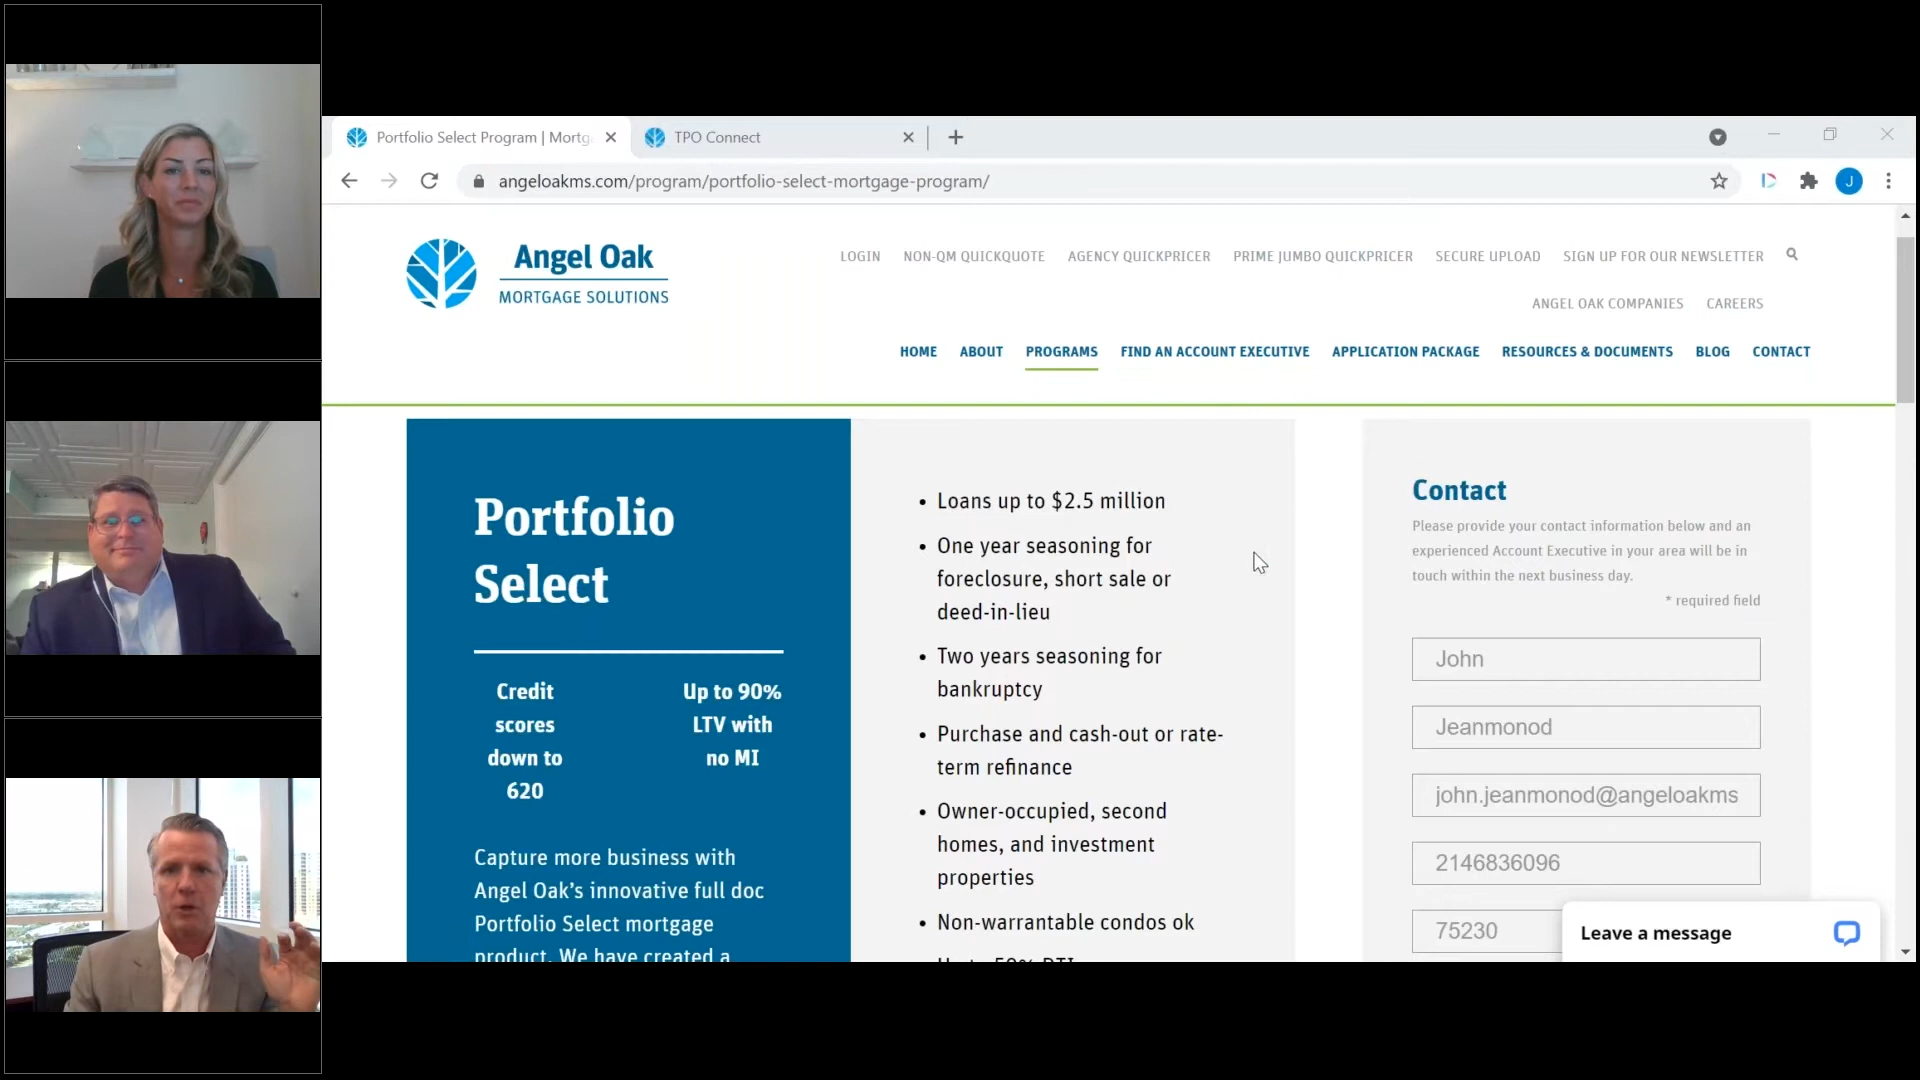 Portfolio Select Program | Mortg
TPO Connect
angeloakms.com/program/portfolio-select-mortgage-program/
J
Angel Oak
MORTGAGE SOLUTIONS
LOGIN NON-QM QUICKQUOTE AGENCY QUICKPRICER PRIME JUMBO QUICKPRICER SECURE UPLOAD SIGN UP FOR OUR NEWSLETTER
ANGEL OAK COMPANIES CAREERS
HOME ABOUT PROGRAMS FIND AN ACCOUNT EXECUTIVE APPLICATION PACKAGE RESOURCES & DOCUMENTS BLOG CONTACT
Portfolio
Select
Credit
scores
down to
620
Up to 90%
LTV with
no MI
Capture more business with
Angel Oak’s innovative full doc
Portfolio Select mortgage
product. We have created a
• Loans up to $2.5 million
• One year seasoning for
foreclosure, short sale or
deed-in-lieu
• Two years seasoning for
bankruptcy
• Purchase and cash-out or rate-
term refinance
• Owner-occupied, second
homes, and investment
properties
• Non-warrantable condos ok
Contact
Please provide your contact information below and an
experienced Account Executive in your area will be in
touch within the next business day.
* required field
John
Jeanmonod
john.jeanmonod@angeloakms
2146836096
75230
Leave a message